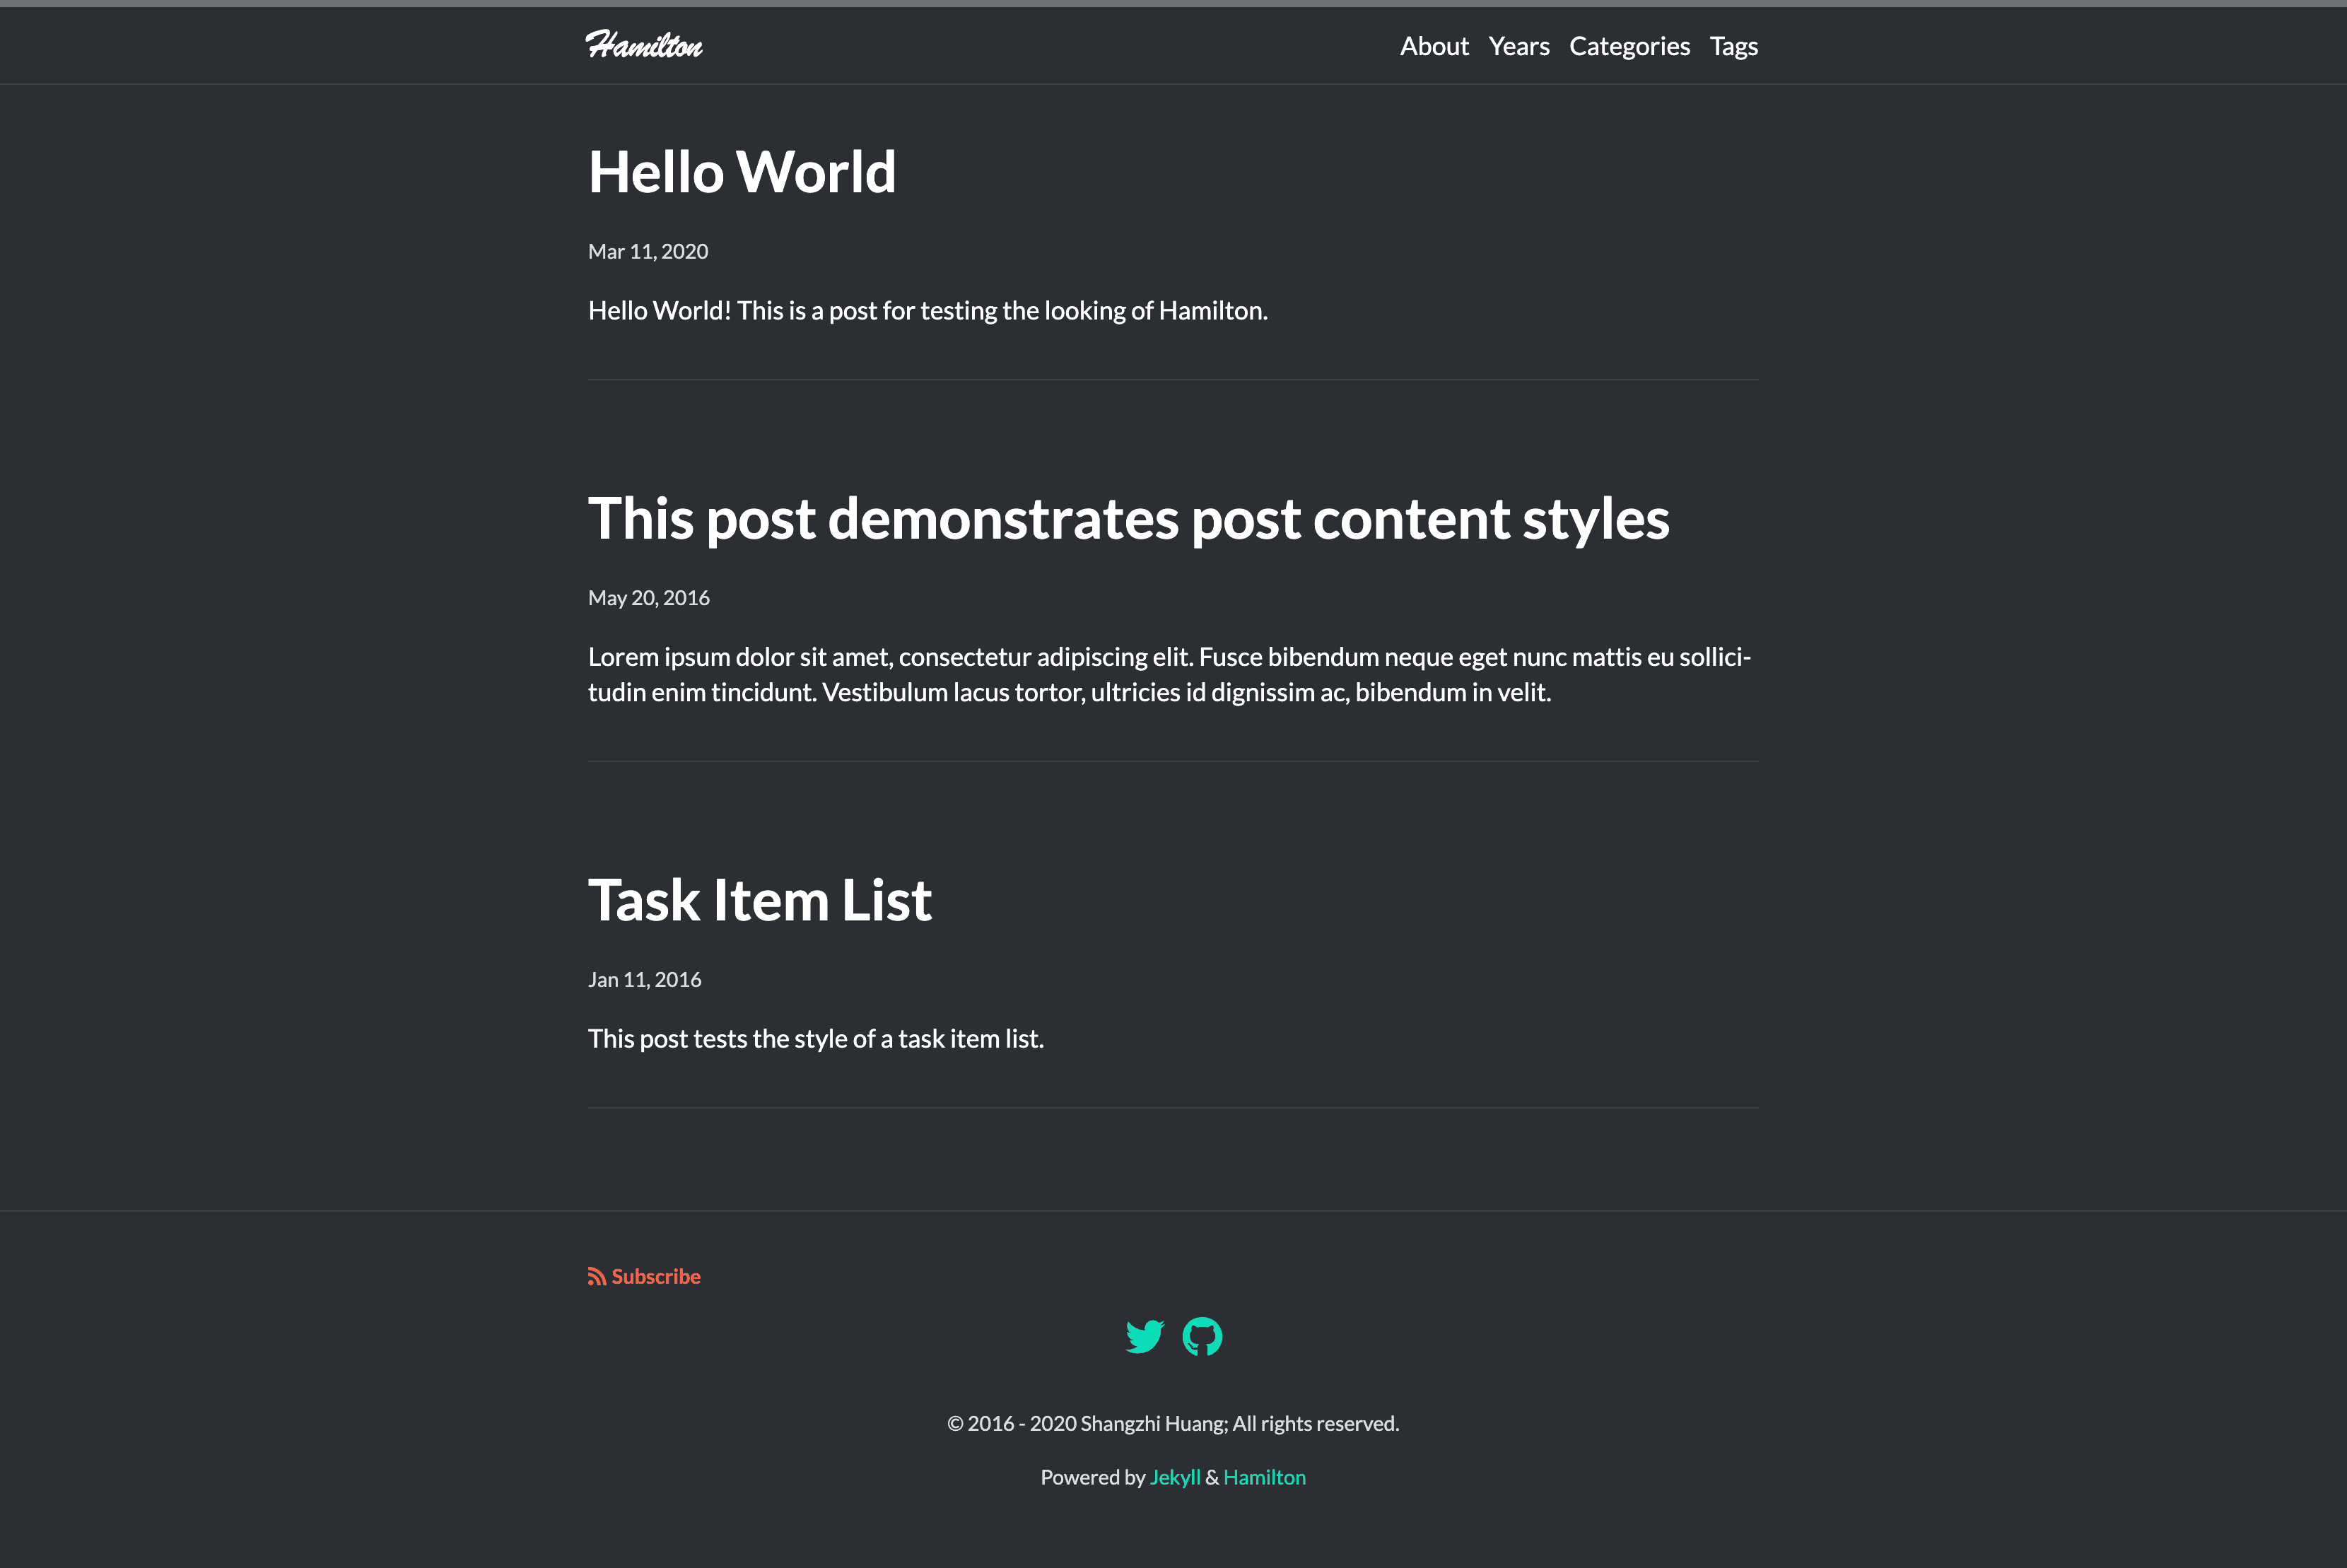 Hamilton
About Years Categories Tags
Hello World
Mar 11, 2020
Hello World! This is a post for testing the looking of Hamilton.
This post demonstrates post content styles
May 20, 2016
Lorem ipsum dolor sit amet, consectetur adipiscing elit. Fusce bibendum neque eget nunc mattis eu sollici-
tudin enim tincidunt. Vestibulum lacus tortor, ultricies id dignissim ac, bibendum in velit.
Task Item List
Jan 11, 2016
This post tests the style of a task item list.
Subscribe
© 2016 - 2020 Shangzhi Huang; All rights reserved.
Powered by Jekyll & Hamilton